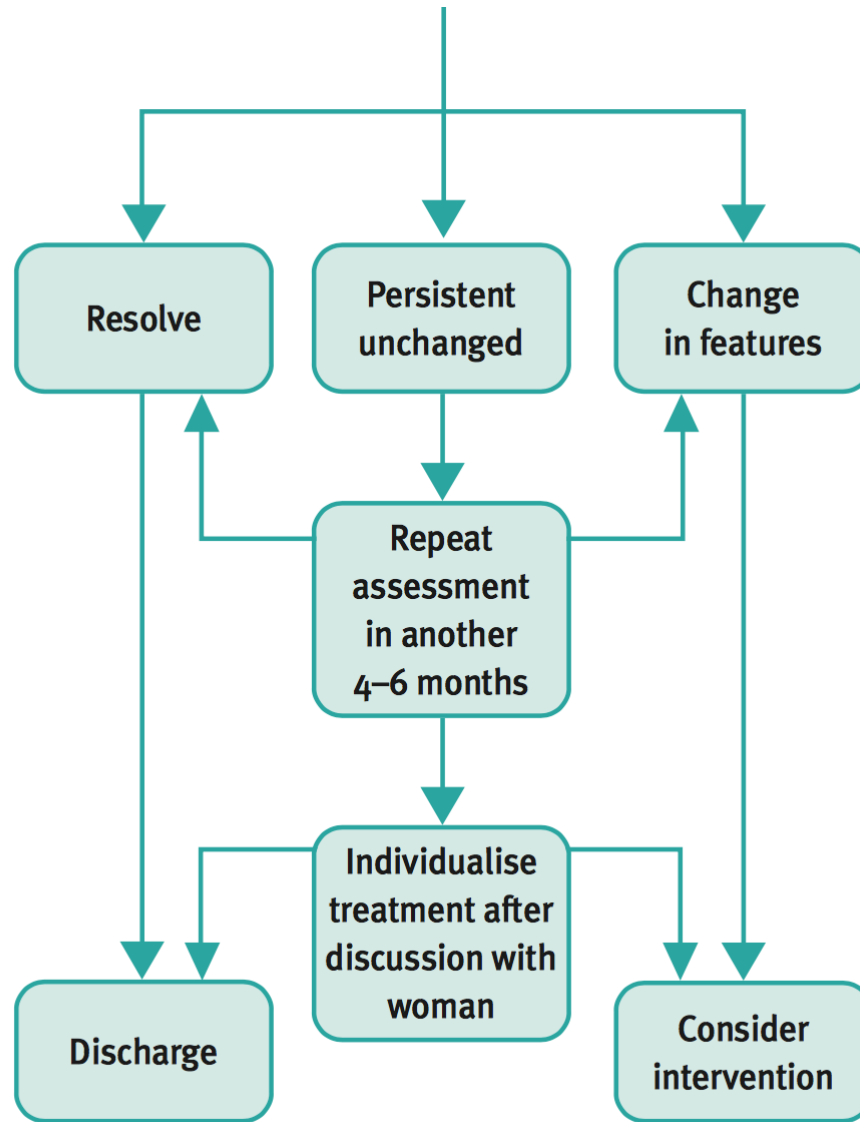 Resolve
Persistent
unchanged
Change
in features
Repeat
assessment
in another
4–6 months
Individualise
treatment after
discussion with
woman
Discharge
Consider
intervention